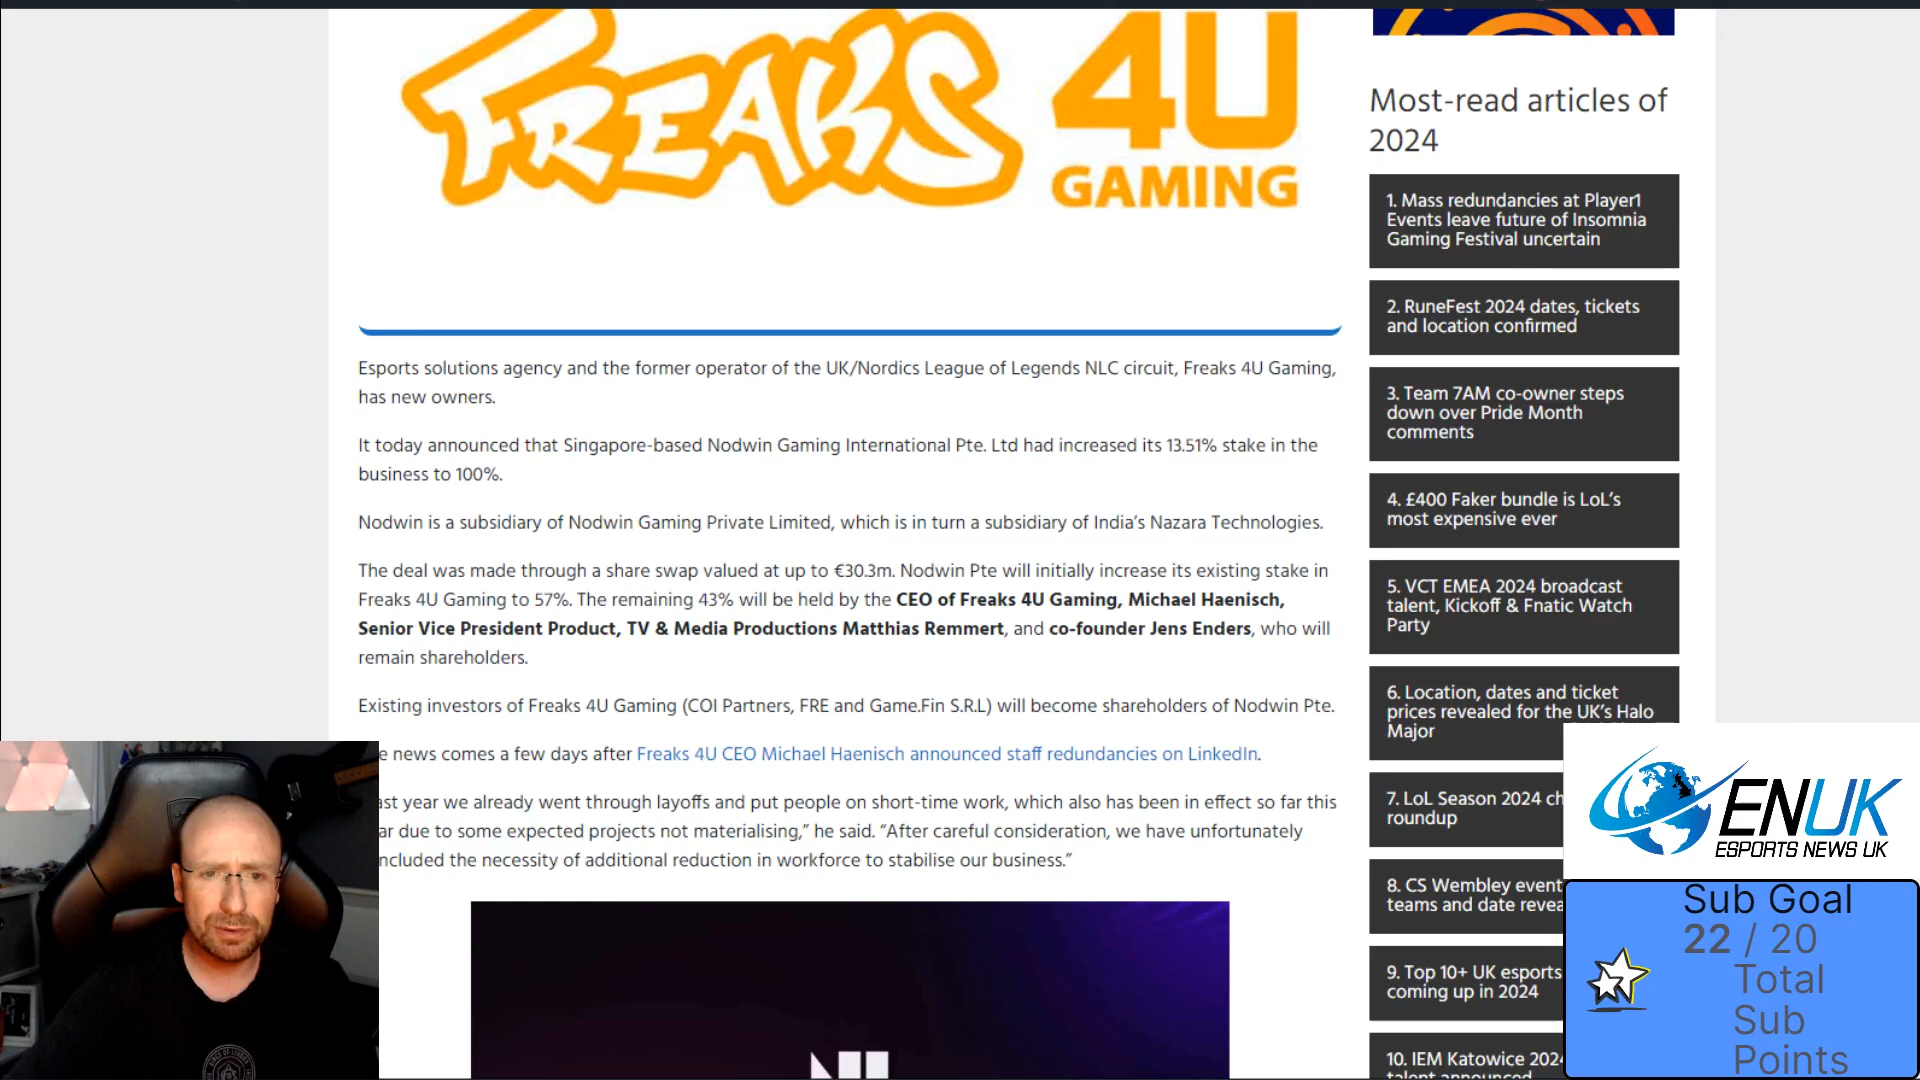 FREAKS 4U
GAMING
Esports solutions agency and the former operator of the UK/Nordics League of Legends NLC circuit, Freaks 4U Gaming,
has new owners.
It today announced that Singapore-based Nodwin Gaming International Pte. Ltd had increased its 13.51% stake in the
business to 100%.
Nodwin is a subsidiary of Nodwin Gaming Private Limited, which is in turn a subsidiary of India’s Nazara Technologies.
The deal was made through a share swap valued at up to €30.3m. Nodwin Pte will initially increase its existing stake in
Freaks 4U Gaming to 57%. The remaining 43% will be held by the CEO of Freaks 4U Gaming, Michael Haenisch,
Senior Vice President Product, TV & Media Productions Matthias Remmert, and co-founder Jens Enders, who will
remain shareholders.
Existing investors of Freaks 4U Gaming (COI Partners, FRE and Game.Fin S.R.L) will become shareholders of Nodwin Pte.
e news comes a few days after Freaks 4U CEO Michael Haenisch announced staff redundancies on LinkedIn.
ast year we already went through layoffs and put people on short-time work, which also has been in effect so far this
ar due to some expected projects not materialising,” he said. “After careful consideration, we have unfortunately
ncluded the necessity of additional reduction in workforce to stabilise our business.”
Most-read articles of
2024
1. Mass redundancies at Player1
Events leave future of Insomnia
Gaming Festival uncertain
2. RuneFest 2024 dates, tickets
and location confirmed
3. Team 7AM co-owner steps
down over Pride Month
comments
4. £400 Faker bundle is LoL’s
most expensive ever
5. VCT EMEA 2024 broadcast
talent, Kickoff & Fnatic Watch
Party
6. Location, dates and ticket
prices revealed for the UK’s Halo
Major
7. LoL Season 2024 ch
roundup
8. CS Wembley event
teams and date revea
9. Top 10+ UK esports
coming up in 2024
10. IEM Katowice 2024
talent announced
ENUK
ESPORTS NEWS UK
Sub Goal
22 / 20
Total
Sub
Points